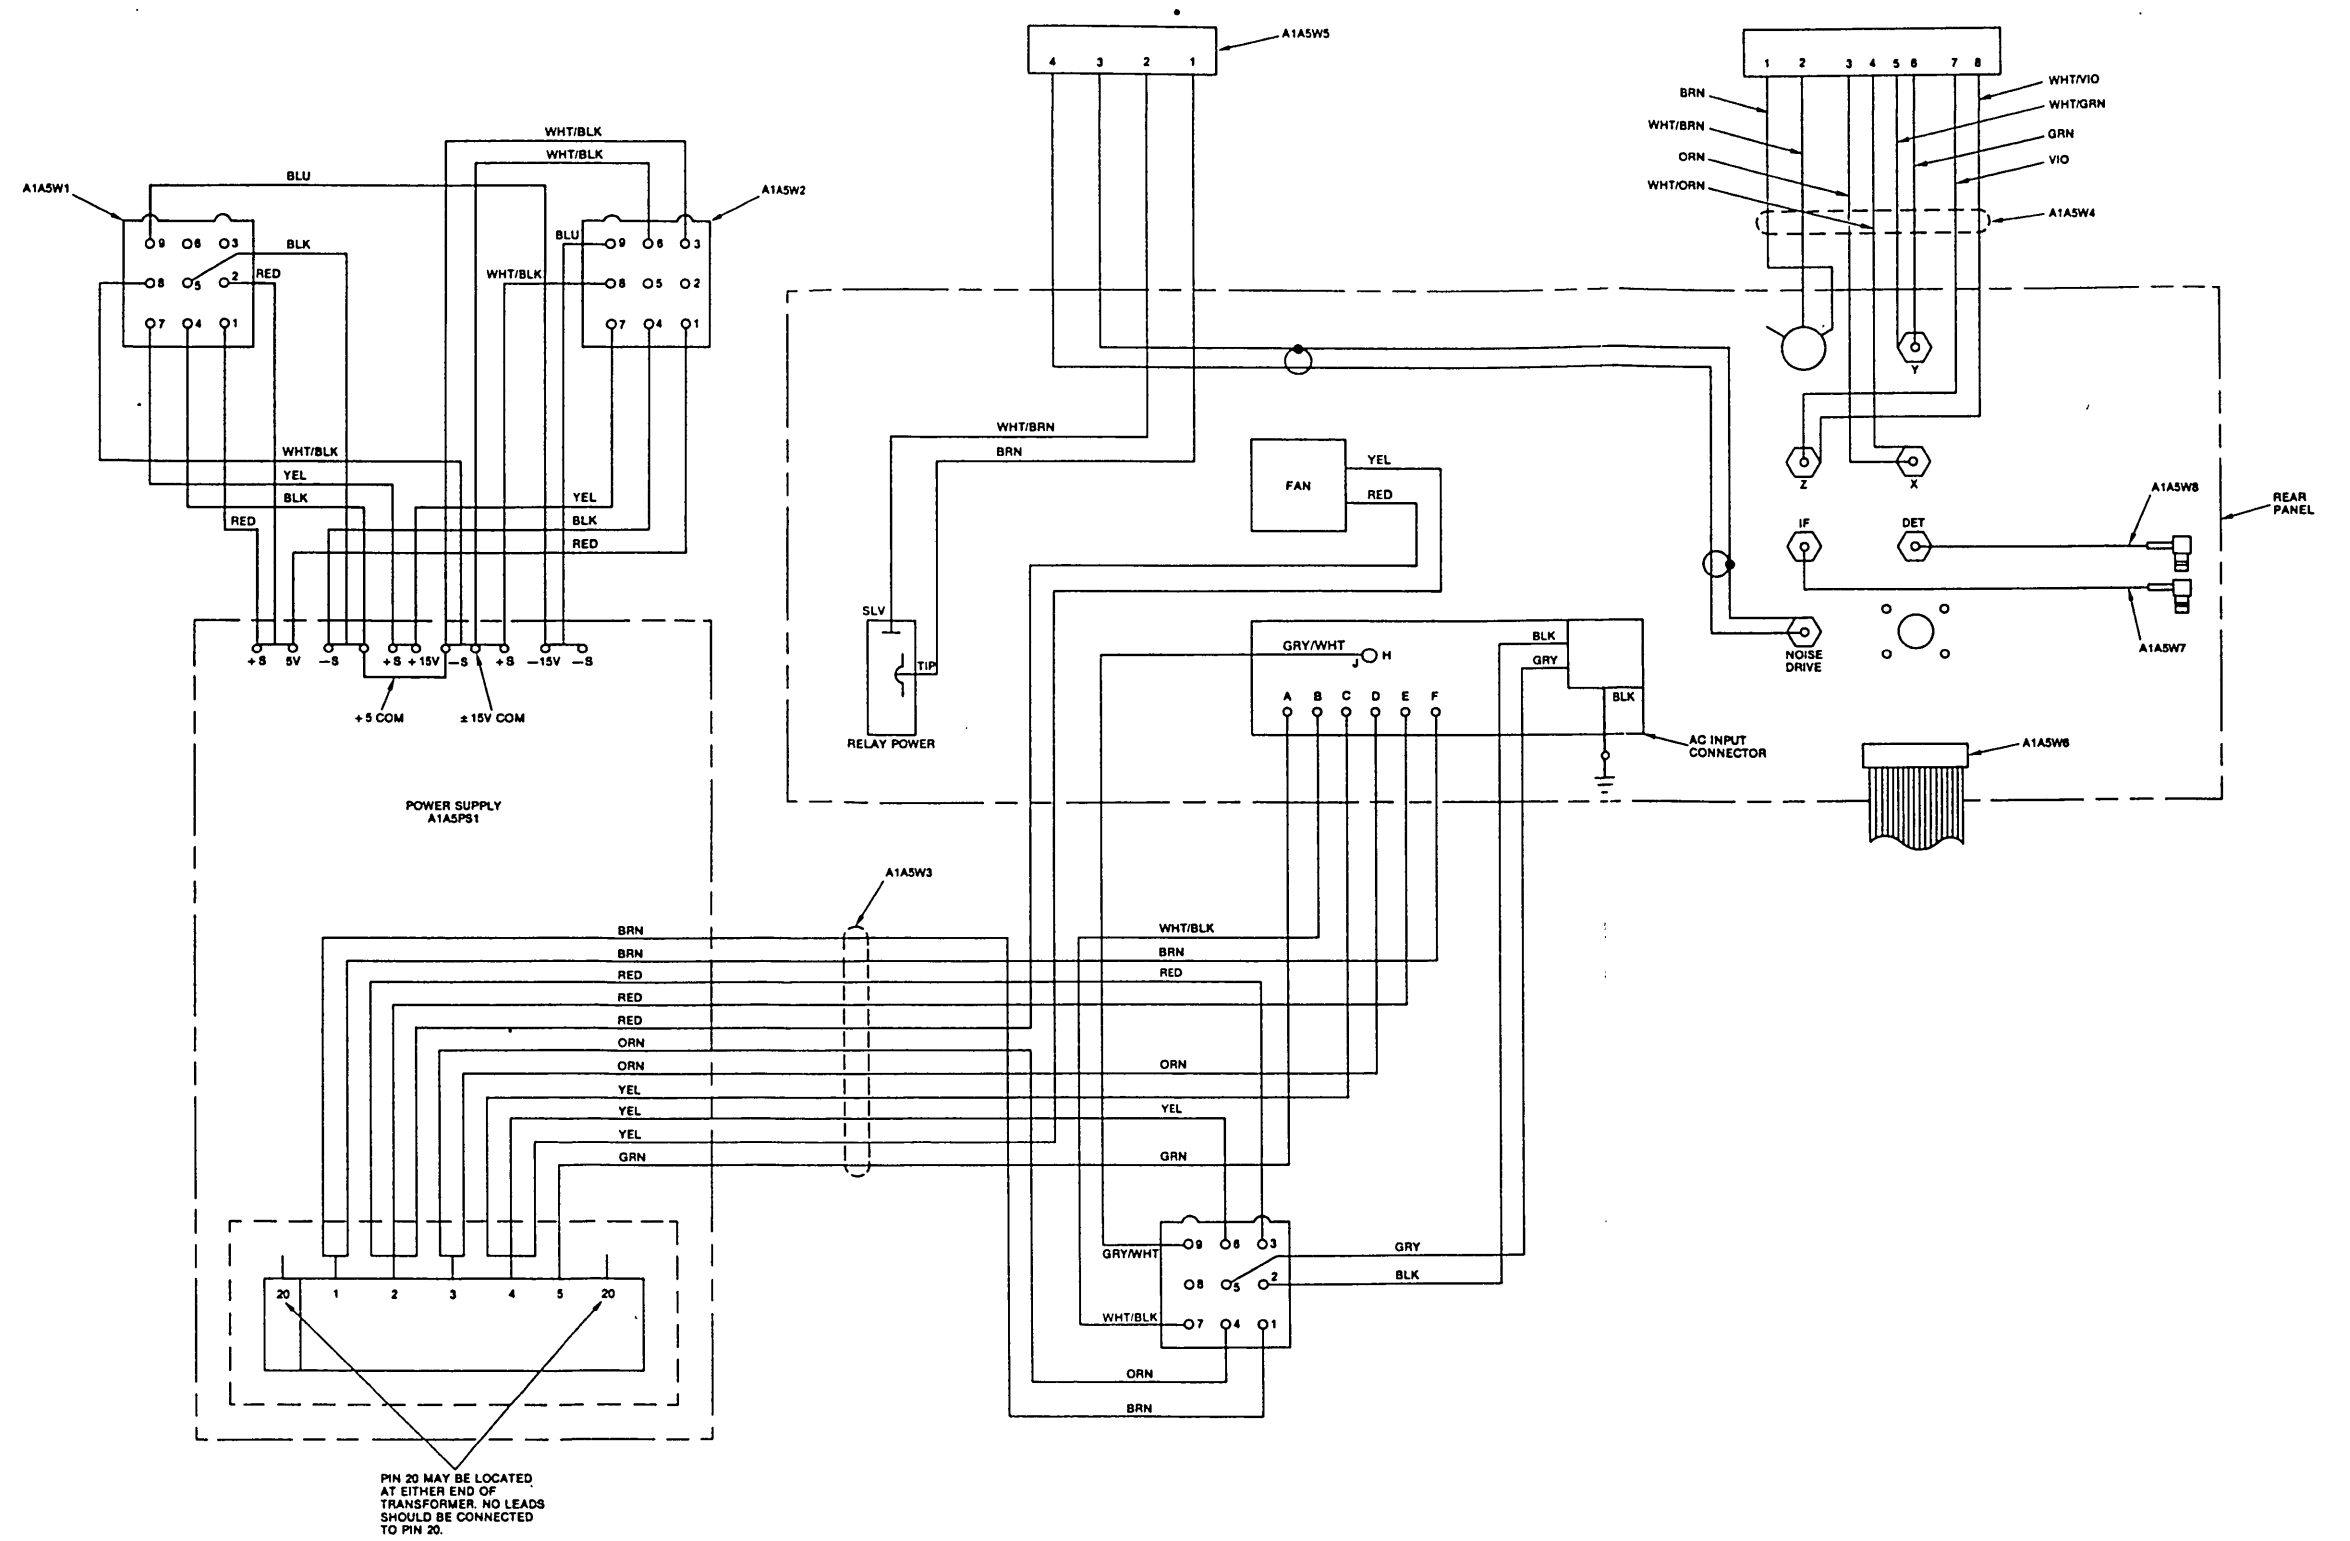 A1A5W5
4 3 2 1
1 2 3 4 5 6 7 8
BRN
WHT/BRN
ORN
WHT/ORN
WHT/VIO
WHT/GRN
GRN
VIO
A1A5W4
WHT/BLK
WHT/BLK
BLU
A1A5W1
A1A5W2
9 6 3
BLK
8 5 2
RED
7 4 1
BLU
9 6 3
WHT/BLK
8 5 2
7 4 1
WHT/BLK
YEL
BLK
RED
YEL
BLK
RED
+S 5V −S +S +15V −S +S −15V −S
+5 COM
±15V COM
POWER SUPPLY
A1A5PS1
WHT/BRN
BRN
FAN
YEL
RED
SLV
TIP
RELAY POWER
GRY/WHT
J H
A B C D E F
BLK
GRY
BLK
AC INPUT
CONNECTOR
Y
Z
X
IF
DET
NOISE
DRIVE
A1A5W8
A1A5W7
REAR
PANEL
A1A5W6
A1A5W3
BRN
BRN
RED
RED
RED
ORN
ORN
YEL
YEL
YEL
GRN
WHT/BLK
BRN
RED
ORN
YEL
GRN
GRY/WHT
9 6 3
8 5 2
WHT/BLK
7 4 1
GRY
BLK
ORN
BRN
20 1 2 3 4 5 20
PIN 20 MAY BE LOCATED
AT EITHER END OF
TRANSFORMER. NO LEADS
SHOULD BE CONNECTED
TO PIN 20.